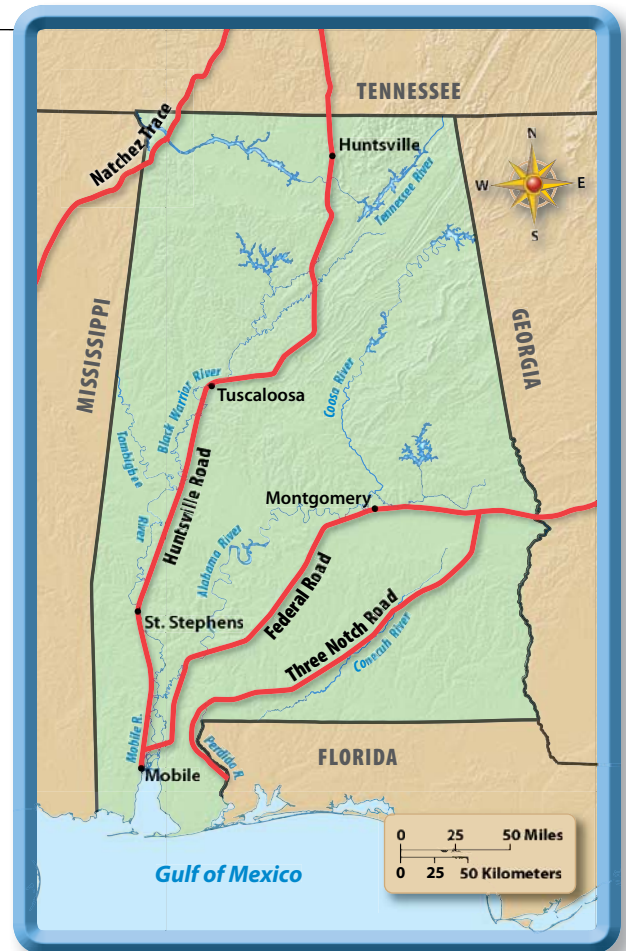 TENNESSEE
Natchez Trace
Huntsville
N
W
E
S
Tennessee River
MISSISSIPPI
GEORGIA
Coosa River
Black Warrior River
Tuscaloosa
Tombigbee
River
Huntsville Road
Montgomery
Alabama River
Federal Road
St. Stephens
Three Notch Road
Conecuh River
Mobile R.
Perdido R.
Mobile
FLORIDA
Gulf of Mexico
0 25 50 Miles
0 25 50 Kilometers